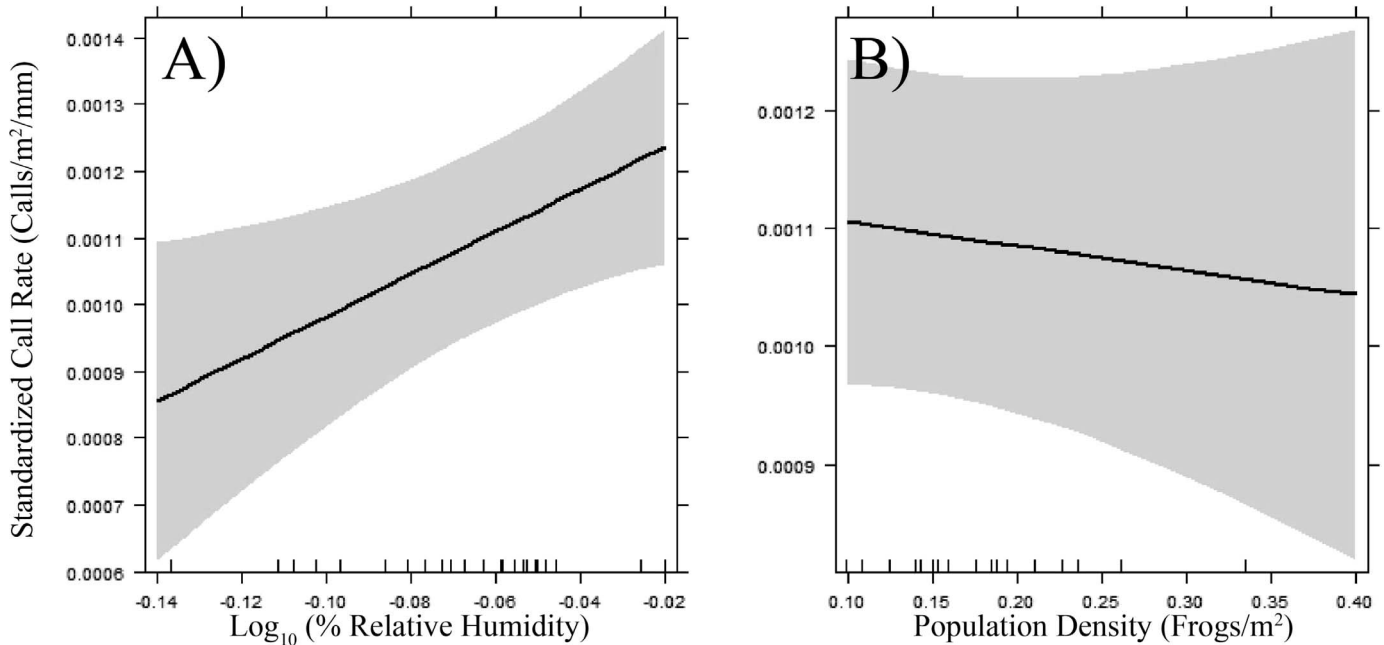 A)
B)
Standardized Call Rate (Calls/m²/mm)
0.0014
0.0013
0.0012
0.0011
0.0010
0.0009
0.0008
0.0007
0.0006
-0.14 -0.12 -0.10 -0.08 -0.06 -0.04 -0.02
Log₁₀ (% Relative Humidity)
0.0012
0.0011
0.0010
0.0009
0.10 0.15 0.20 0.25 0.30 0.35 0.40
Population Density (Frogs/m²)